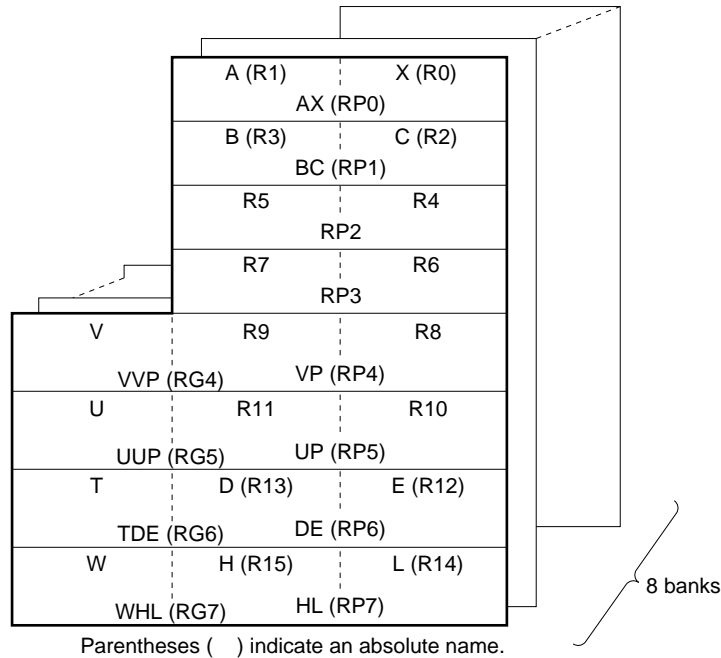 A (R1) X (R0)
AX (RP0)
B (R3) C (R2)
BC (RP1)
R5 R4
RP2
R7 R6
RP3
V R9 R8
VVP (RG4) VP (RP4)
U R11 R10
UUP (RG5) UP (RP5)
T D (R13) E (R12)
TDE (RG6) DE (RP6)
W H (R15) L (R14)
WHL (RG7) HL (RP7)
8 banks
Parentheses ( ) indicate an absolute name.